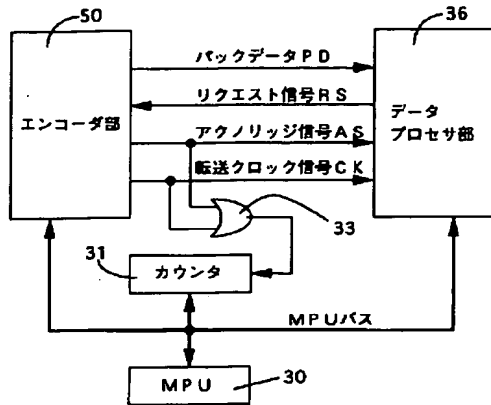 50
36
パックデータPD
リクエスト信号RS
エンコーダ部
データ
プロセサ部
アクノリッジ信号AS
転送クロック信号CK
33
31
カウンタ
MPUバス
MPU
30